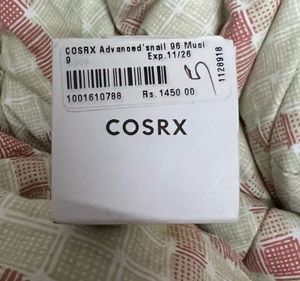 COSRX Advanced'snail 96 Muci
9
Exp.11/26
1001610788
Rs. 1450.00
1128918
COSRX